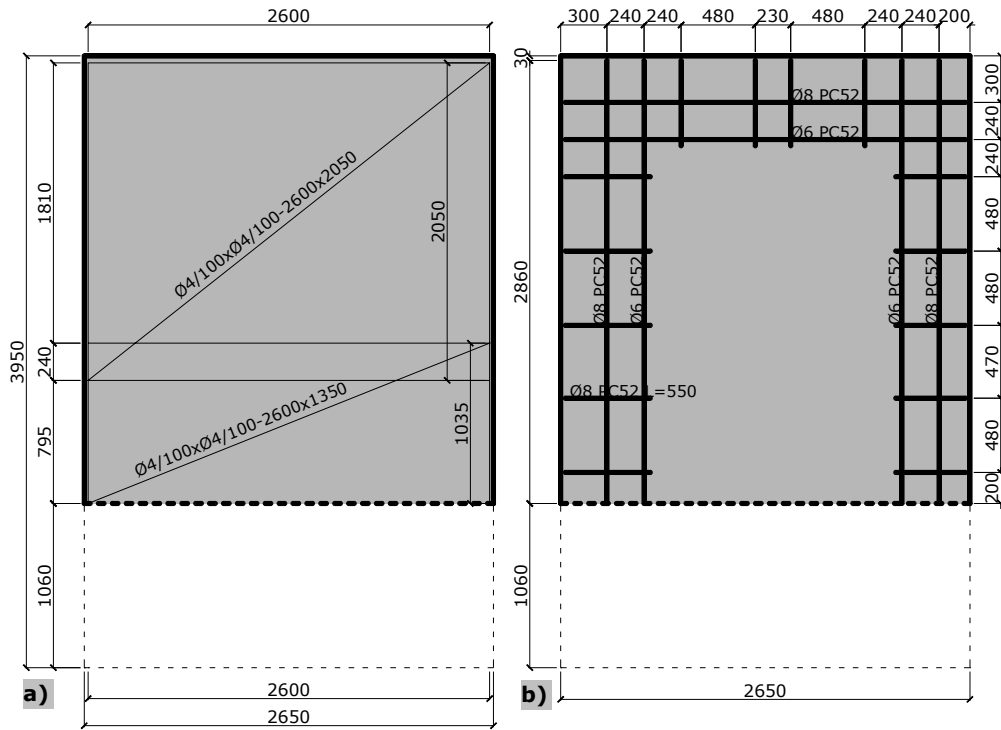 2600
3950
1810
240
795
1060
2050
1035
Ø4/100xØ4/100-2600x2050
Ø4/100xØ4/100-2600x1350
a)
2600
2650
300 240 240 480 230 480 240 240 200
30
2860
1060
Ø8 PC52
Ø6 PC52
Ø8 PC52
Ø6 PC52
Ø6 PC52
Ø8 PC52
Ø8 PC52 L=550
300
240
240
480
480
470
480
200
b)
2650